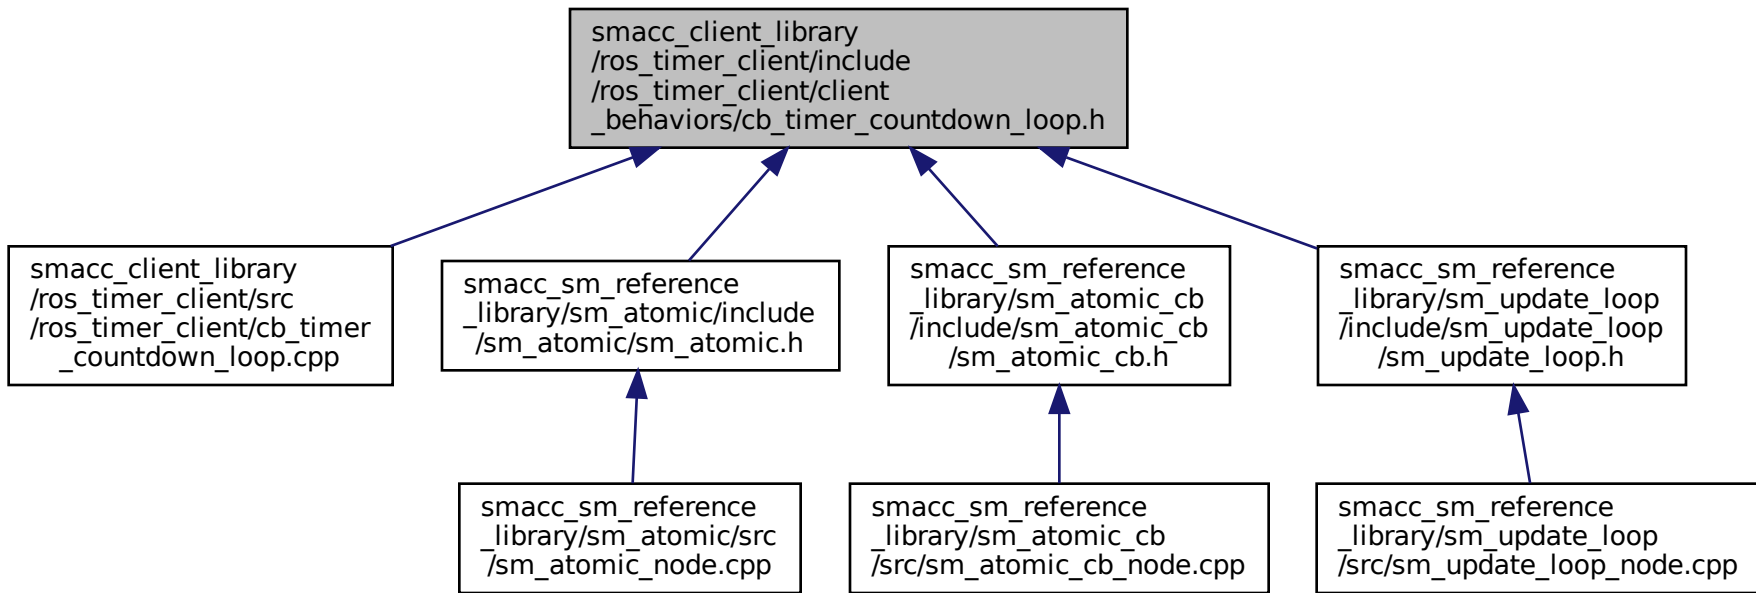 smacc_client_library
/ros_timer_client/include
/ros_timer_client/client
_behaviors/cb_timer_countdown_loop.h
smacc_client_library
/ros_timer_client/src
/ros_timer_client/cb_timer
_countdown_loop.cpp
smacc_sm_reference
_library/sm_atomic/include
/sm_atomic/sm_atomic.h
smacc_sm_reference
_library/sm_atomic_cb
/include/sm_atomic_cb
/sm_atomic_cb.h
smacc_sm_reference
_library/sm_update_loop
/include/sm_update_loop
/sm_update_loop.h
smacc_sm_reference
_library/sm_atomic/src
/sm_atomic_node.cpp
smacc_sm_reference
_library/sm_atomic_cb
/src/sm_atomic_cb_node.cpp
smacc_sm_reference
_library/sm_update_loop
/src/sm_update_loop_node.cpp